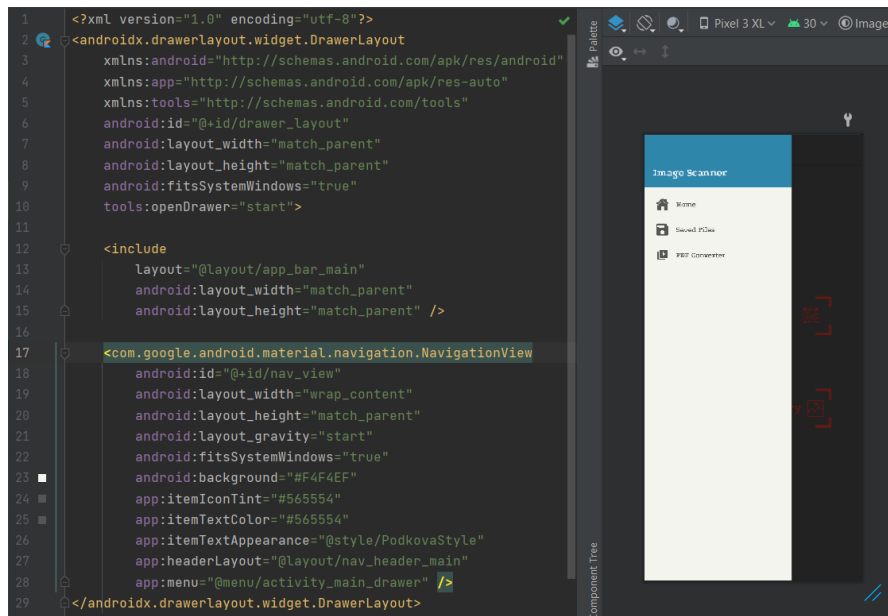 1 <?xml version="1.0" encoding="utf-8"?>
2 <androidx.drawerlayout.widget.DrawerLayout
3 xmlns:android="http://schemas.android.com/apk/res/android"
4 xmlns:app="http://schemas.android.com/apk/res-auto"
5 xmlns:tools="http://schemas.android.com/tools"
6 android:id="@+id/drawer_layout"
7 android:layout_width="match_parent"
8 android:layout_height="match_parent"
9 android:fitsSystemWindows="true"
10 tools:openDrawer="start">
11
12 <include
13 layout="@layout/app_bar_main"
14 android:layout_width="match_parent"
15 android:layout_height="match_parent" />
16
17 <com.google.android.material.navigation.NavigationView
18 android:id="@+id/nav_view"
19 android:layout_width="wrap_content"
20 android:layout_height="match_parent"
21 android:layout_gravity="start"
22 android:fitsSystemWindows="true"
23 android:background="#F4F4EF"
24 app:itemIconTint="#565554"
25 app:itemTextColor="#565554"
26 app:itemTextAppearance="@style/PodkovaStyle"
27 app:headerLayout="@layout/nav_header_main"
28 app:menu="@menu/activity_main_drawer" />
29 </androidx.drawerlayout.widget.DrawerLayout>
Palette
Component Tree
Pixel 3 XL 30 Image
Image Scanner
Home
Saved Files
PDF Converter